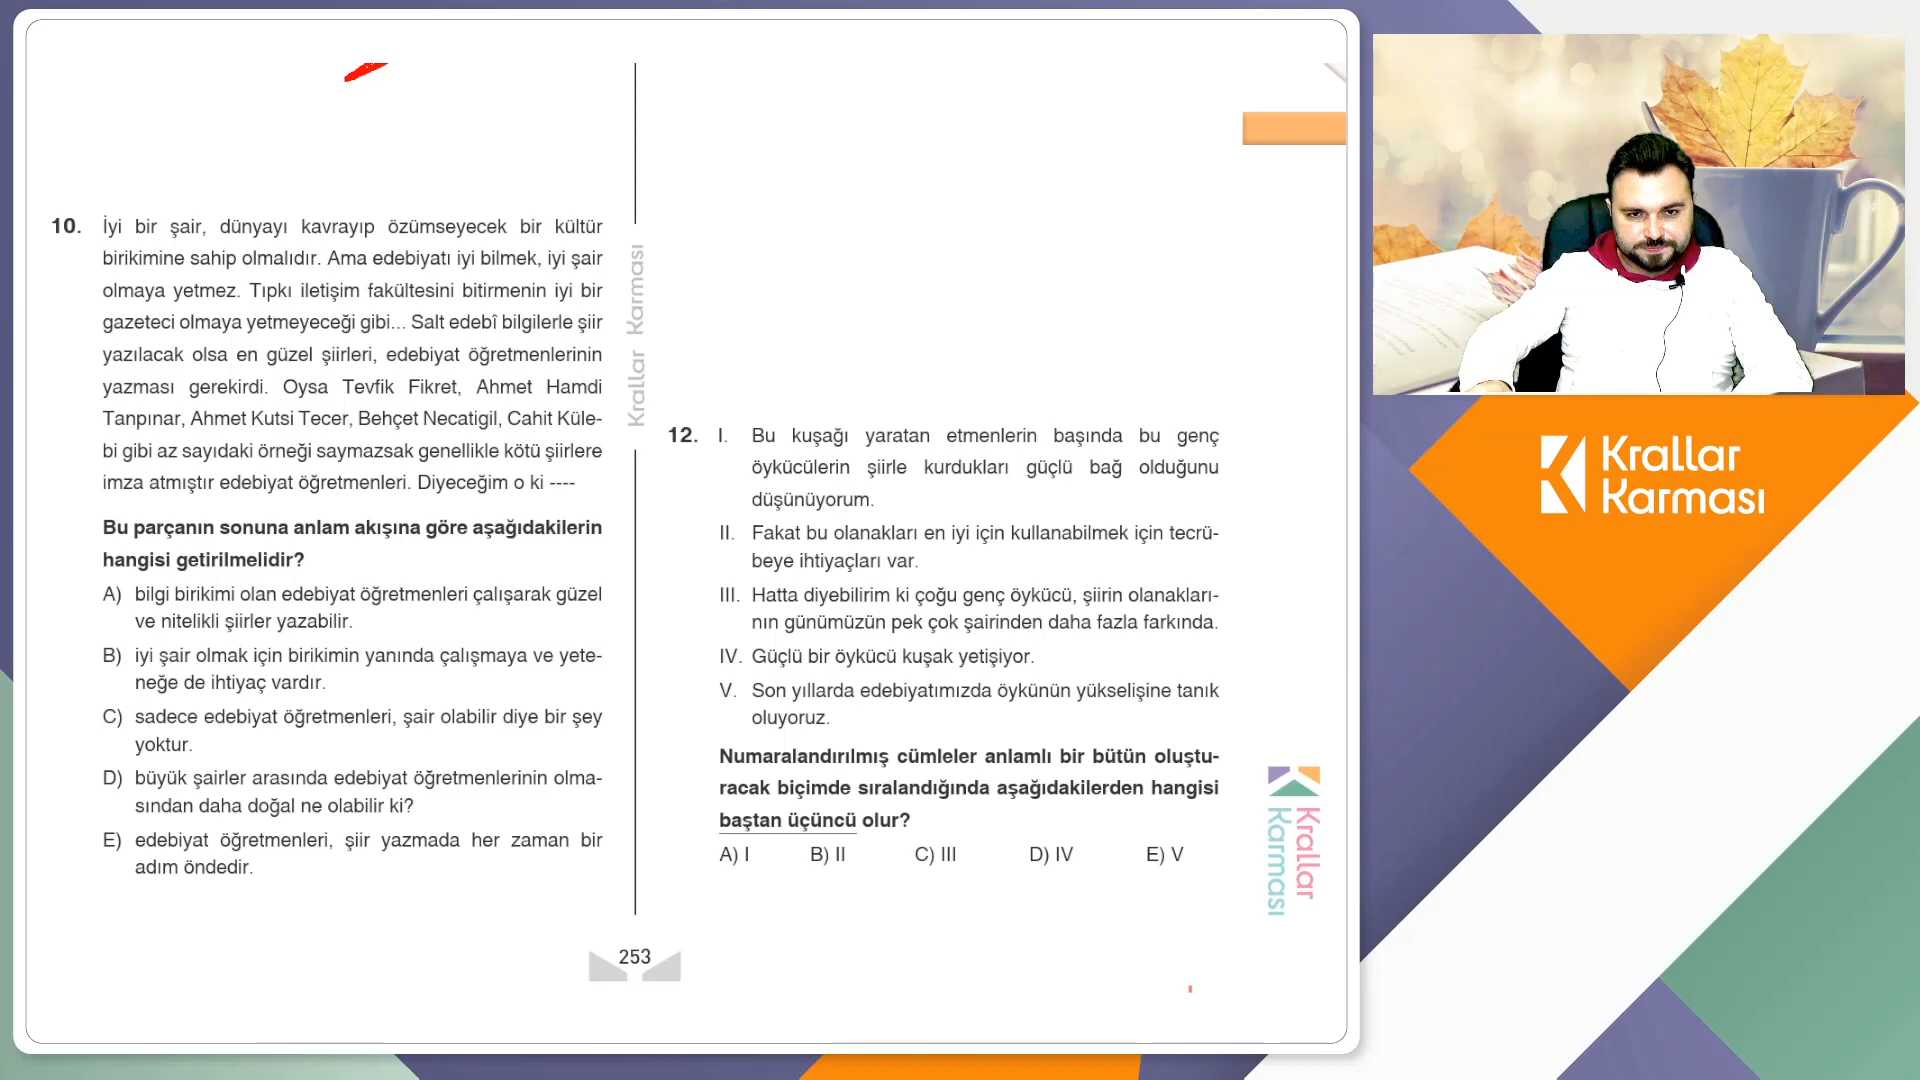 10. İyi bir şair, dünyayı kavrayıp özümseyecek bir kültür
birikimine sahip olmalıdır. Ama edebiyatı iyi bilmek, iyi şair
olmaya yetmez. Tıpkı iletişim fakültesini bitirmenin iyi bir
gazeteci olmaya yetmeyeceği gibi... Salt edebî bilgilerle şiir
yazılacak olsa en güzel şiirleri, edebiyat öğretmenlerinin
yazması gerekirdi. Oysa Tevfik Fikret, Ahmet Hamdi
Tanpınar, Ahmet Kutsi Tecer, Behçet Necatigil, Cahit Küle-
bi gibi az sayıdaki örneği saymazsak genellikle kötü şiirlere
imza atmıştır edebiyat öğretmenleri. Diyeceğim o ki ----
Bu parçanın sonuna anlam akışına göre aşağıdakilerin
hangisi getirilmelidir?
A) bilgi birikimi olan edebiyat öğretmenleri çalışarak güzel
ve nitelikli şiirler yazabilir.
B) iyi şair olmak için birikimin yanında çalışmaya ve yete-
neğe de ihtiyaç vardır.
C) sadece edebiyat öğretmenleri, şair olabilir diye bir şey
yoktur.
D) büyük şairler arasında edebiyat öğretmenlerinin olma-
sından daha doğal ne olabilir ki?
E) edebiyat öğretmenleri, şiir yazmada her zaman bir
adım öndedir.
Krallar Karması
12. I. Bu kuşağı yaratan etmenlerin başında bu genç
öykücülerin şiirle kurdukları güçlü bağ olduğunu
düşünüyorum.
II. Fakat bu olanakları en iyi için kullanabilmek için tecrü-
beye ihtiyaçları var.
III. Hatta diyebilirim ki çoğu genç öykücü, şiirin olanakları-
nın günümüzün pek çok şairinden daha fazla farkında.
IV. Güçlü bir öykücü kuşak yetişiyor.
V. Son yıllarda edebiyatımızda öykünün yükselişine tanık
oluyoruz.
Numaralandırılmış cümleler anlamlı bir bütün oluştu-
racak biçimde sıralandığında aşağıdakilerden hangisi
baştan üçüncü olur?
A) I B) II C) III D) IV E) V
253
Krallar
Karması
Krallar
Karması